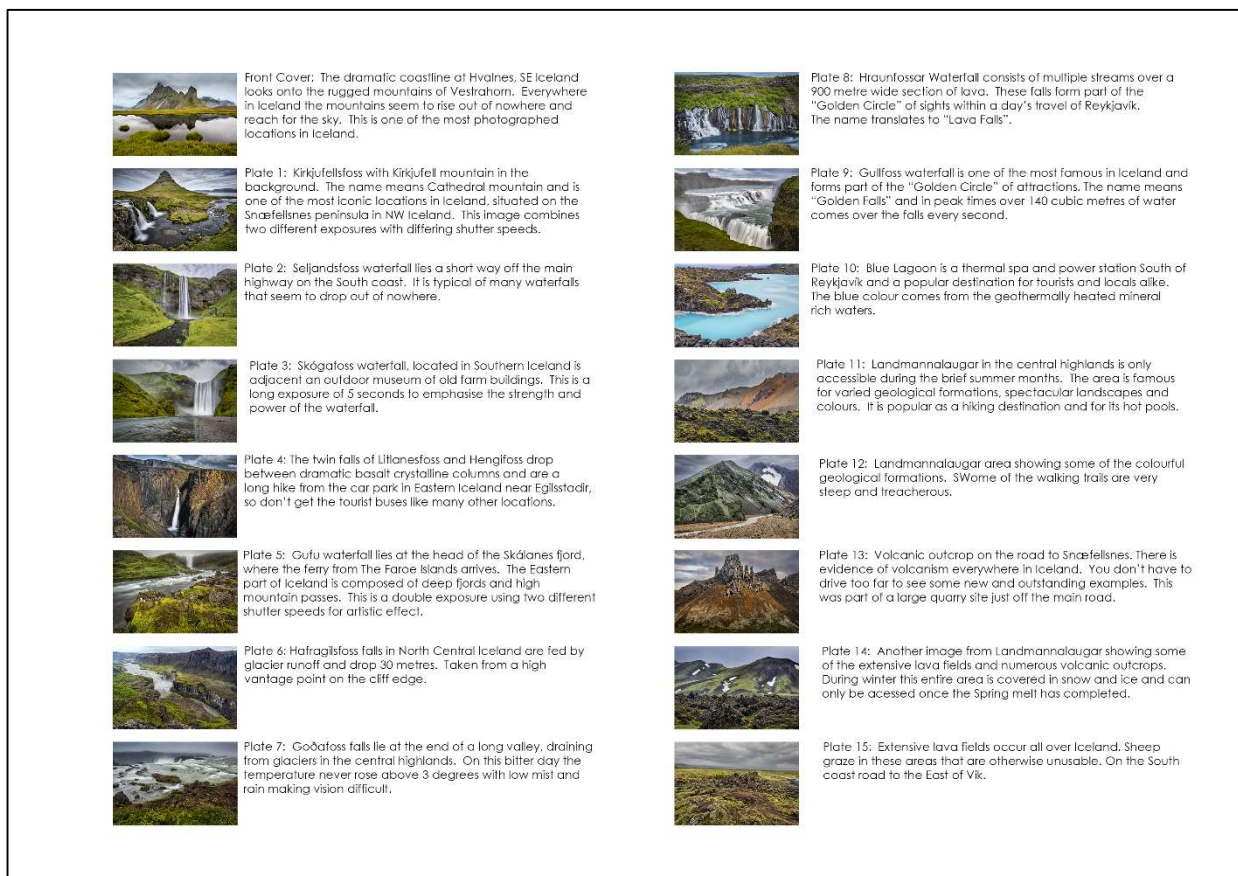 Front Cover:  The dramatic coastline at Hvalnes, SE Iceland
looks onto the rugged mountains of Vestrahorn.  Everywhere
in Iceland the mountains seem to rise out of nowhere and
reach for the sky.  This is one of the most photographed
locations in Iceland.
Plate 1:  Kirkjufellsfoss with Kirkjufell mountain in the
background.  The name means Cathedral mountain and is
one of the most iconic locations in Iceland, situated on the
Snæfellsnes peninsula in NW Iceland.  This image combines
two different exposures with differing shutter speeds.
Plate 2:  Seljandsfoss waterfall lies a short way off the main
highway on the South coast.  It is typical of many waterfalls
that seem to drop out of nowhere.
Plate 3:  Skógafoss waterfall, located in Southern Iceland is
adjacent an outdoor museum of old farm buildings.  This is a
long exposure of 5 seconds to emphasise the strength and
power of the waterfall.
Plate 4: The twin falls of Litlanesfoss and Hengifoss drop
between dramatic basalt crystalline columns and are a
long hike from the car park in Eastern Iceland near Egilsstadir,
so don't get the tourist buses like many other locations.
Plate 5:  Gufu waterfall lies at the head of the Skálanes fjord,
where the ferry from The Faroe Islands arrives.  The Eastern
part of Iceland is composed of deep fjords and high
mountain passes.  This is a double exposure using two different
shutter speeds for artistic effect.
Plate 6: Hafragilsfoss falls in North Central Iceland are fed by
glacier runoff and drop 30 metres.  Taken from a high
vantage point on the cliff edge.
Plate 7:  Goðafoss falls lie at the end of a long valley, draining
from glaciers in the central highlands.  On this bitter day the
temperature never rose above 3 degrees with low mist and
rain making vision difficult.
Plate 8:  Hraunfossar Waterfall consists of multiple streams over a
900 metre wide section of lava.  These falls form part of the
"Golden Circle" of sights within a day's travel of Reykjavík.
The name translates to "Lava Falls".
Plate 9:  Gullfoss waterfall is one of the most famous in Iceland and
forms part of the "Golden Circle" of attractions. The name means
"Golden Falls" and in peak times over 140 cubic metres of water
comes over the falls every second.
Plate 10:  Blue Lagoon is a thermal spa and power station South of
Reykjavík and a popular destination for tourists and locals alike.
The blue colour comes from the geothermally heated mineral
rich waters.
Plate 11:  Landmannalaugar in the central highlands is only
accessible during the brief summer months.  The area is famous
for varied geological formations, spectacular landscapes and
colours.  It is popular as a hiking destination and for its hot pools.
Plate 12:  Landmannalaugar area showing some of the colourful
geological formations.  SWome of the walking trails are very
steep and treacherous.
Plate 13:  Volcanic outcrop on the road to Snæfellsnes. There is
evidence of volcanism everywhere in Iceland.  You don't have to
drive too far to see some new and outstanding examples.  This
was part of a large quarry site just off the main road.
Plate 14:  Another image from Landmannalaugar showing some
of the extensive lava fields and numerous volcanic outcrops.
During winter this entire area is covered in snow and ice and can
only be acessed once the Spring melt has completed.
Plate 15:  Extensive lava fields occur all over Iceland. Sheep
graze in these areas that are otherwise unusable. On the South
coast road to the East of Vik.